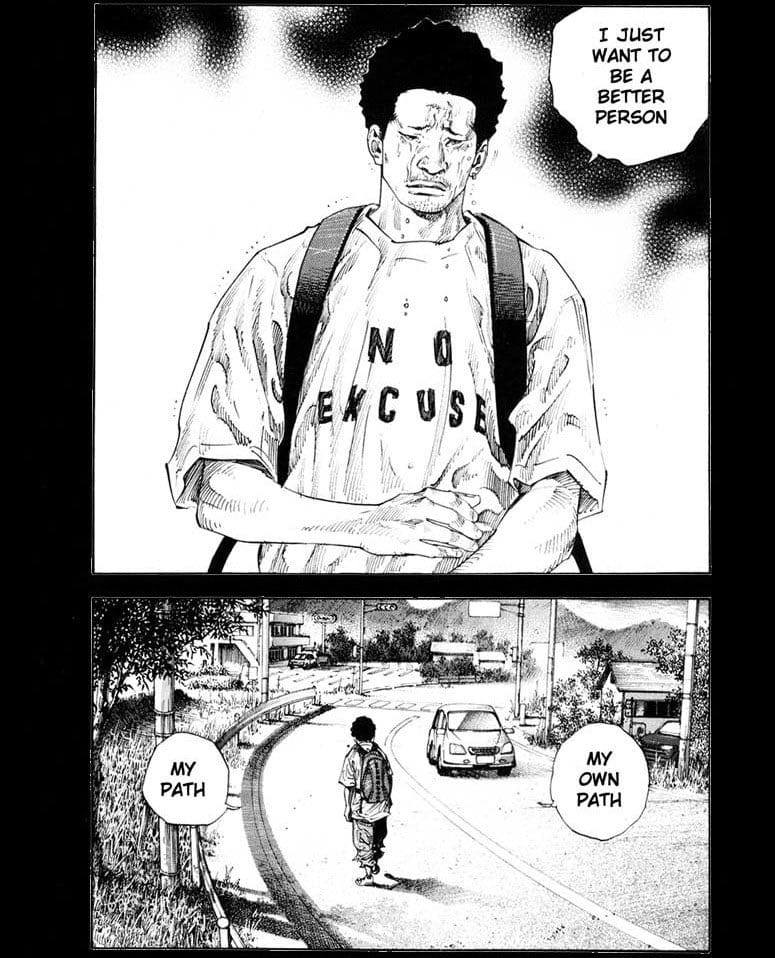 I JUST
WANT TO
BE A
BETTER
PERSON
NO
EXCUSE
MY
PATH
MY
OWN
PATH